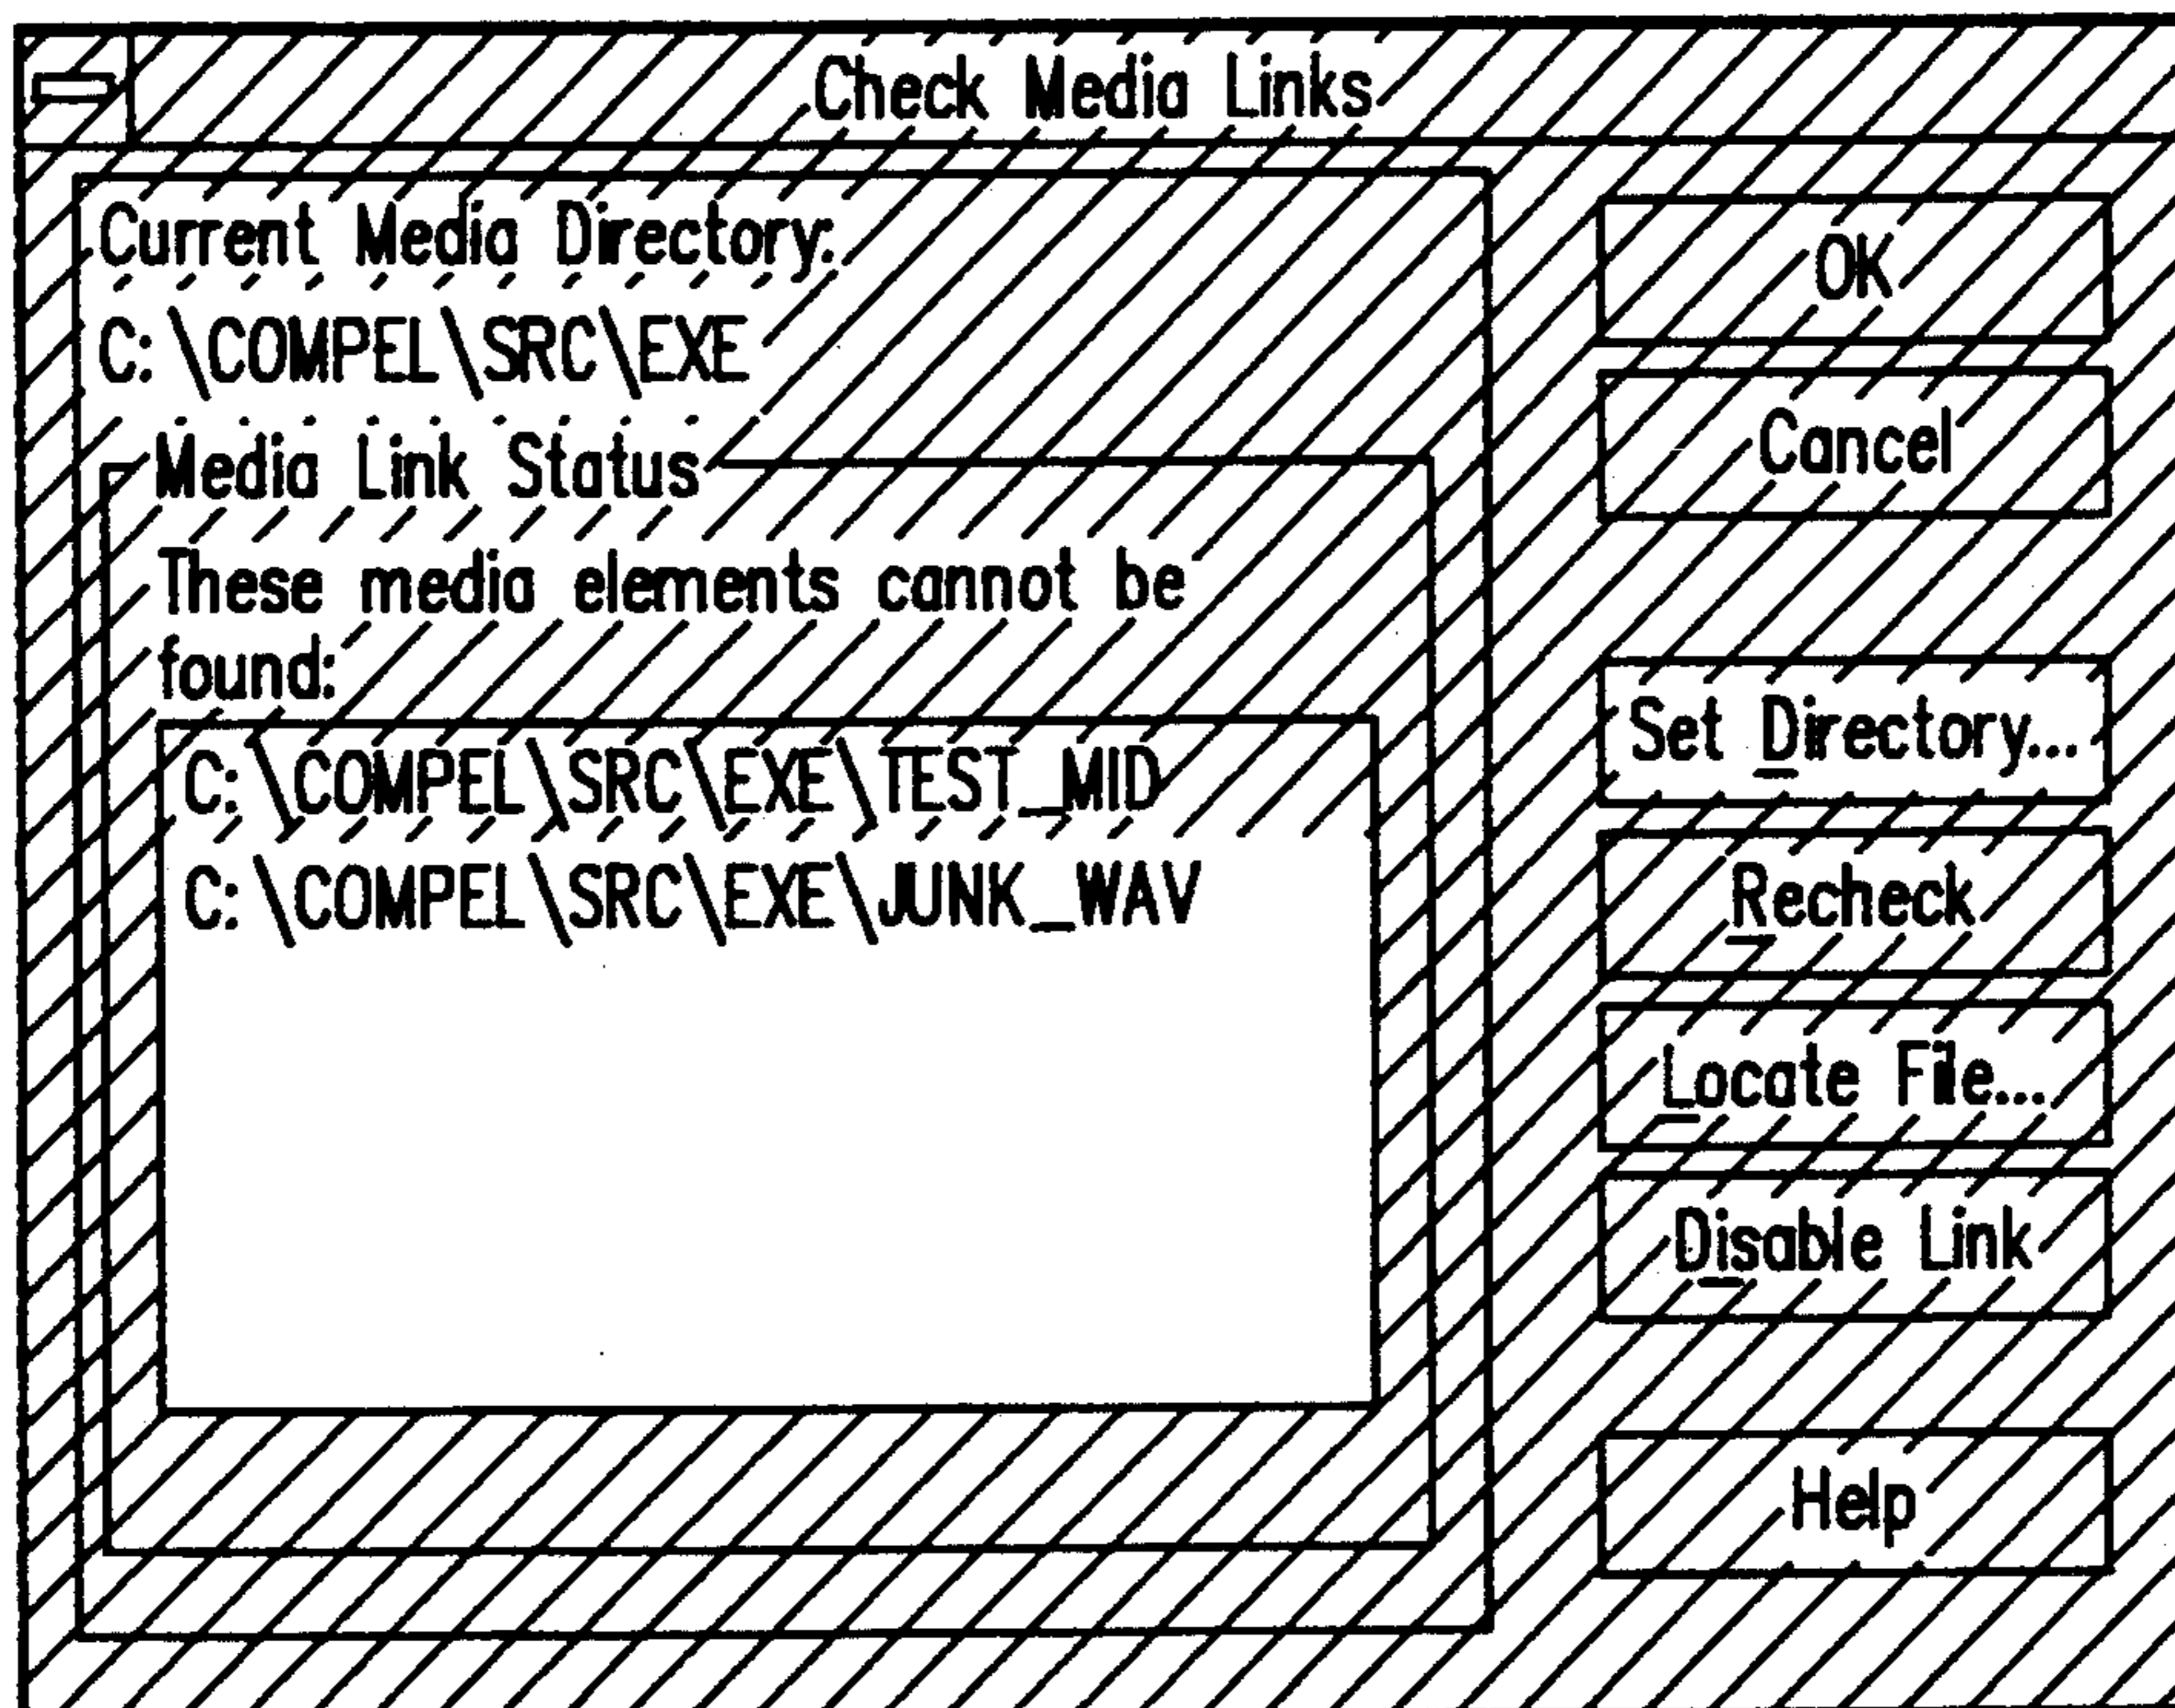 Check Media Links
Current Media Directory:
C: \COMPEL\SRC\EXE
Media Link Status
These media elements cannot be
found:
C: \COMPEL\SRC\EXE\TEST_MID
C: \COMPEL\SRC\EXE\JUNK_WAV
OK
Cancel
Set Directory...
Recheck
Locate File...
Disable Link
Help